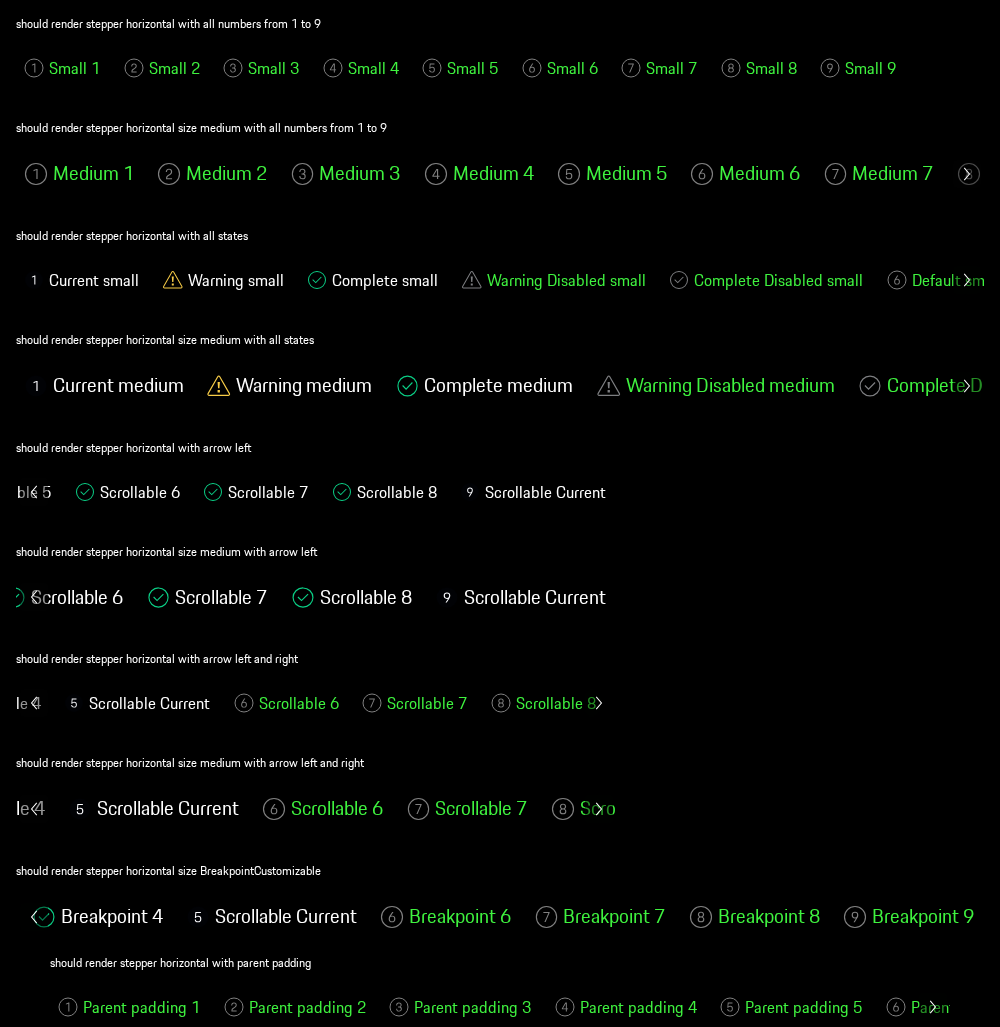 should render stepper horizontal with all numbers from 1 to 9
1 Small 1 2 Small 2 3 Small 3 4 Small 4 5 Small 5 6 Small 6 7 Small 7 8 Small 8 9 Small 9
should render stepper horizontal size medium with all numbers from 1 to 9
1 Medium 1 2 Medium 2 3 Medium 3 4 Medium 4 5 Medium 5 6 Medium 6 7 Medium 7 8
should render stepper horizontal with all states
1 Current small Warning small Complete small Warning Disabled small Complete Disabled small 6 Default sm
should render stepper horizontal size medium with all states
1 Current medium Warning medium Complete medium Warning Disabled medium Complete D
should render stepper horizontal with arrow left
ble 5 Scrollable 6 Scrollable 7 Scrollable 8 9 Scrollable Current
should render stepper horizontal size medium with arrow left
Scrollable 6 Scrollable 7 Scrollable 8 9 Scrollable Current
should render stepper horizontal with arrow left and right
le 4 5 Scrollable Current 6 Scrollable 6 7 Scrollable 7 8 Scrollable 8
should render stepper horizontal size medium with arrow left and right
le 4 5 Scrollable Current 6 Scrollable 6 7 Scrollable 7 8 Scro
should render stepper horizontal size BreakpointCustomizable
Breakpoint 4 5 Scrollable Current 6 Breakpoint 6 7 Breakpoint 7 8 Breakpoint 8 9 Breakpoint 9
should render stepper horizontal with parent padding
1 Parent padding 1 2 Parent padding 2 3 Parent padding 3 4 Parent padding 4 5 Parent padding 5 6 Paren